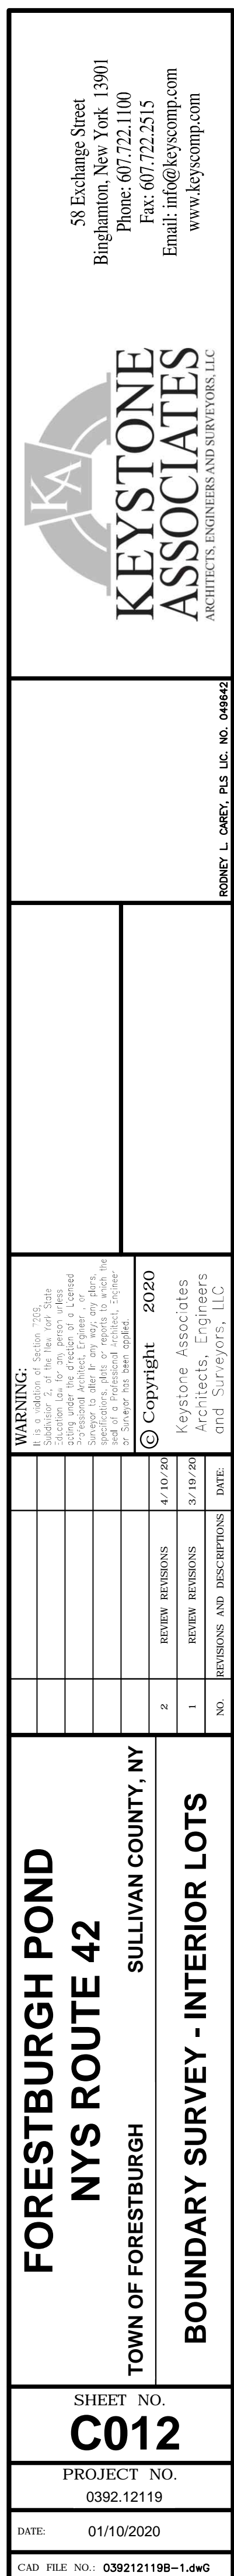 58 Exchange Street
Binghamton, New York 13901
Phone: 607.722.1100
Fax: 607.722.2515
Email: info@keyscomp.com
www.keyscomp.com
KA
KEYSTONE
ASSOCIATES
ARCHITECTS, ENGINEERS AND SURVEYORS, LLC
RODNEY L. CAREY, PLS LIC. NO. 049642
WARNING:
It is a violation of Section 7209,
Subdivision 2, of the New York State
Education Law for any person unless
acting under the direction of a Licensed
Professional Architect, Engineer, or
Surveyor to alter in any way, any plans,
specifications, plats or reports to which the
seal of a Professional Architect, Engineer
or Surveyor has been applied.
© Copyright 2020
Keystone Associates
Architects, Engineers
and Surveyors, LLC
2 REVIEW REVISIONS 4/10/20
1 REVIEW REVISIONS 3/19/20
NO. REVISIONS AND DESCRIPTIONS DATE:
FORESTBURGH POND
NYS ROUTE 42
TOWN OF FORESTBURGH SULLIVAN COUNTY, NY
BOUNDARY SURVEY - INTERIOR LOTS
SHEET NO.
C012
PROJECT NO.
0392.12119
DATE: 01/10/2020
CAD FILE NO.: 039212119B-1.dwG